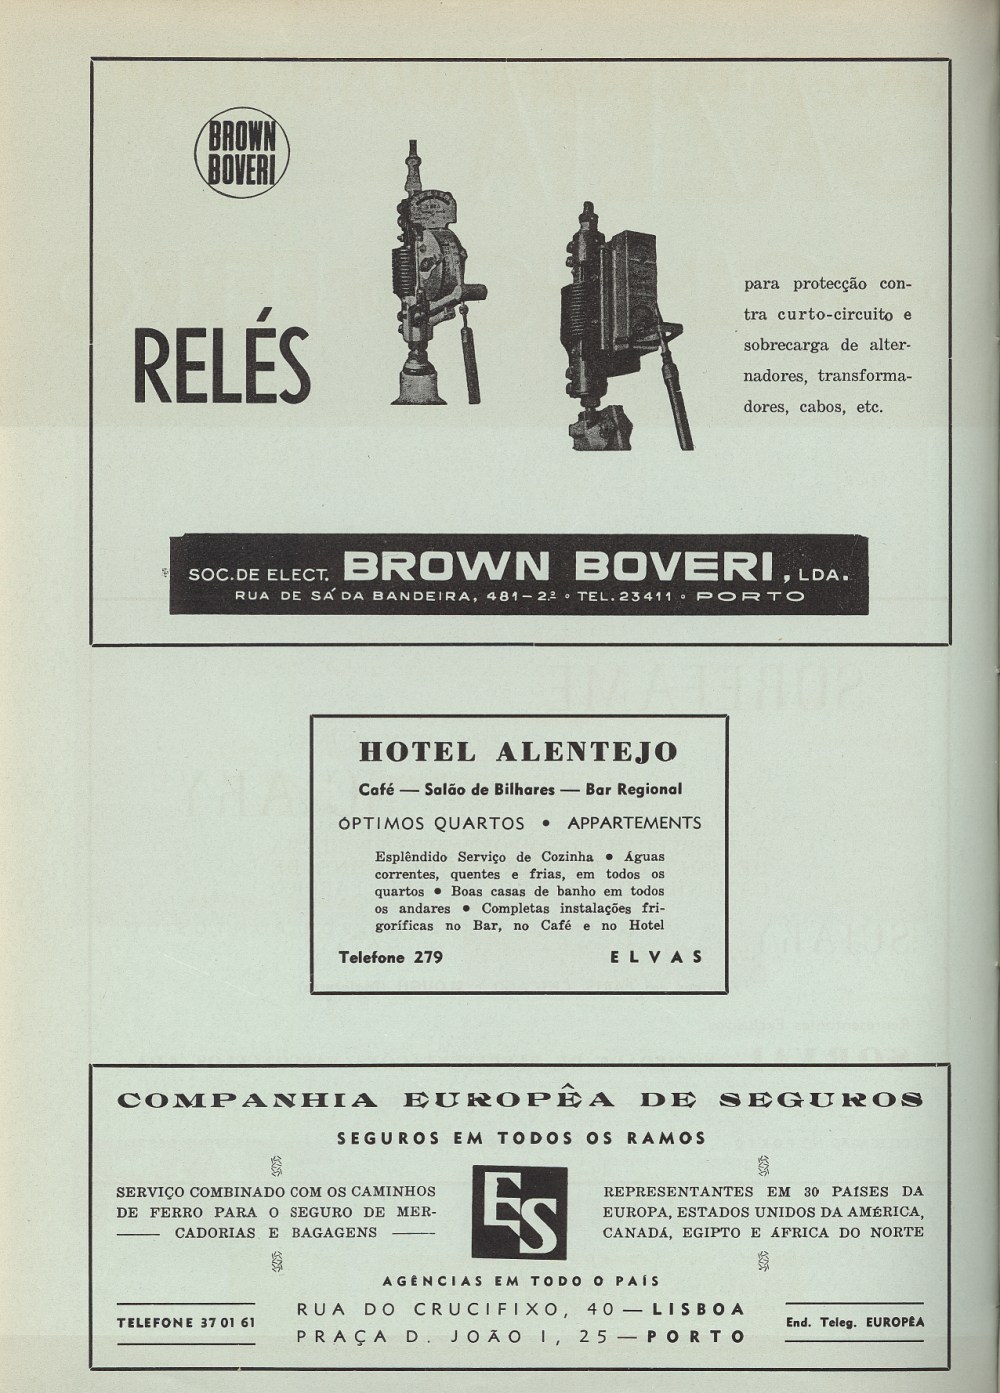 BROWN
BOVERI
RELÉS
para protecção con-
tra curto-circuito e
sobrecarga de alter-
nadores, transforma-
dores, cabos, etc.
SOC. DE ELECT. BROWN BOVERI, LDA.
RUA DE SÁ DA BANDEIRA, 481-2.º • TEL. 23411 • PORTO
HOTEL ALENTEJO
Café — Salão de Bilhares — Bar Regional
ÓPTIMOS QUARTOS • APPARTEMENTS
Esplêndido Serviço de Cozinha • Águas
correntes, quentes e frias, em todos os
quartos • Boas casas de banho em todos
os andares • Completas instalações fri-
goríficas no Bar, no Café e no Hotel
Telefone 279 ELVAS
COMPANHIA EUROPÊA DE SEGUROS
SEGUROS EM TODOS OS RAMOS
SERVIÇO COMBINADO COM OS CAMINHOS
DE FERRO PARA O SEGURO DE MER-
CADORIAS E BAGAGENS
ES
REPRESENTANTES EM 30 PAÍSES DA
EUROPA, ESTADOS UNIDOS DA AMÉRICA,
CANADÁ, EGIPTO E ÁFRICA DO NORTE
AGÊNCIAS EM TODO O PAÍS
TELEFONE 37 01 61
RUA DO CRUCIFIXO, 40 — LISBOA
PRAÇA D. JOÃO I, 25 — PORTO
End. Teleg. EUROPÊA